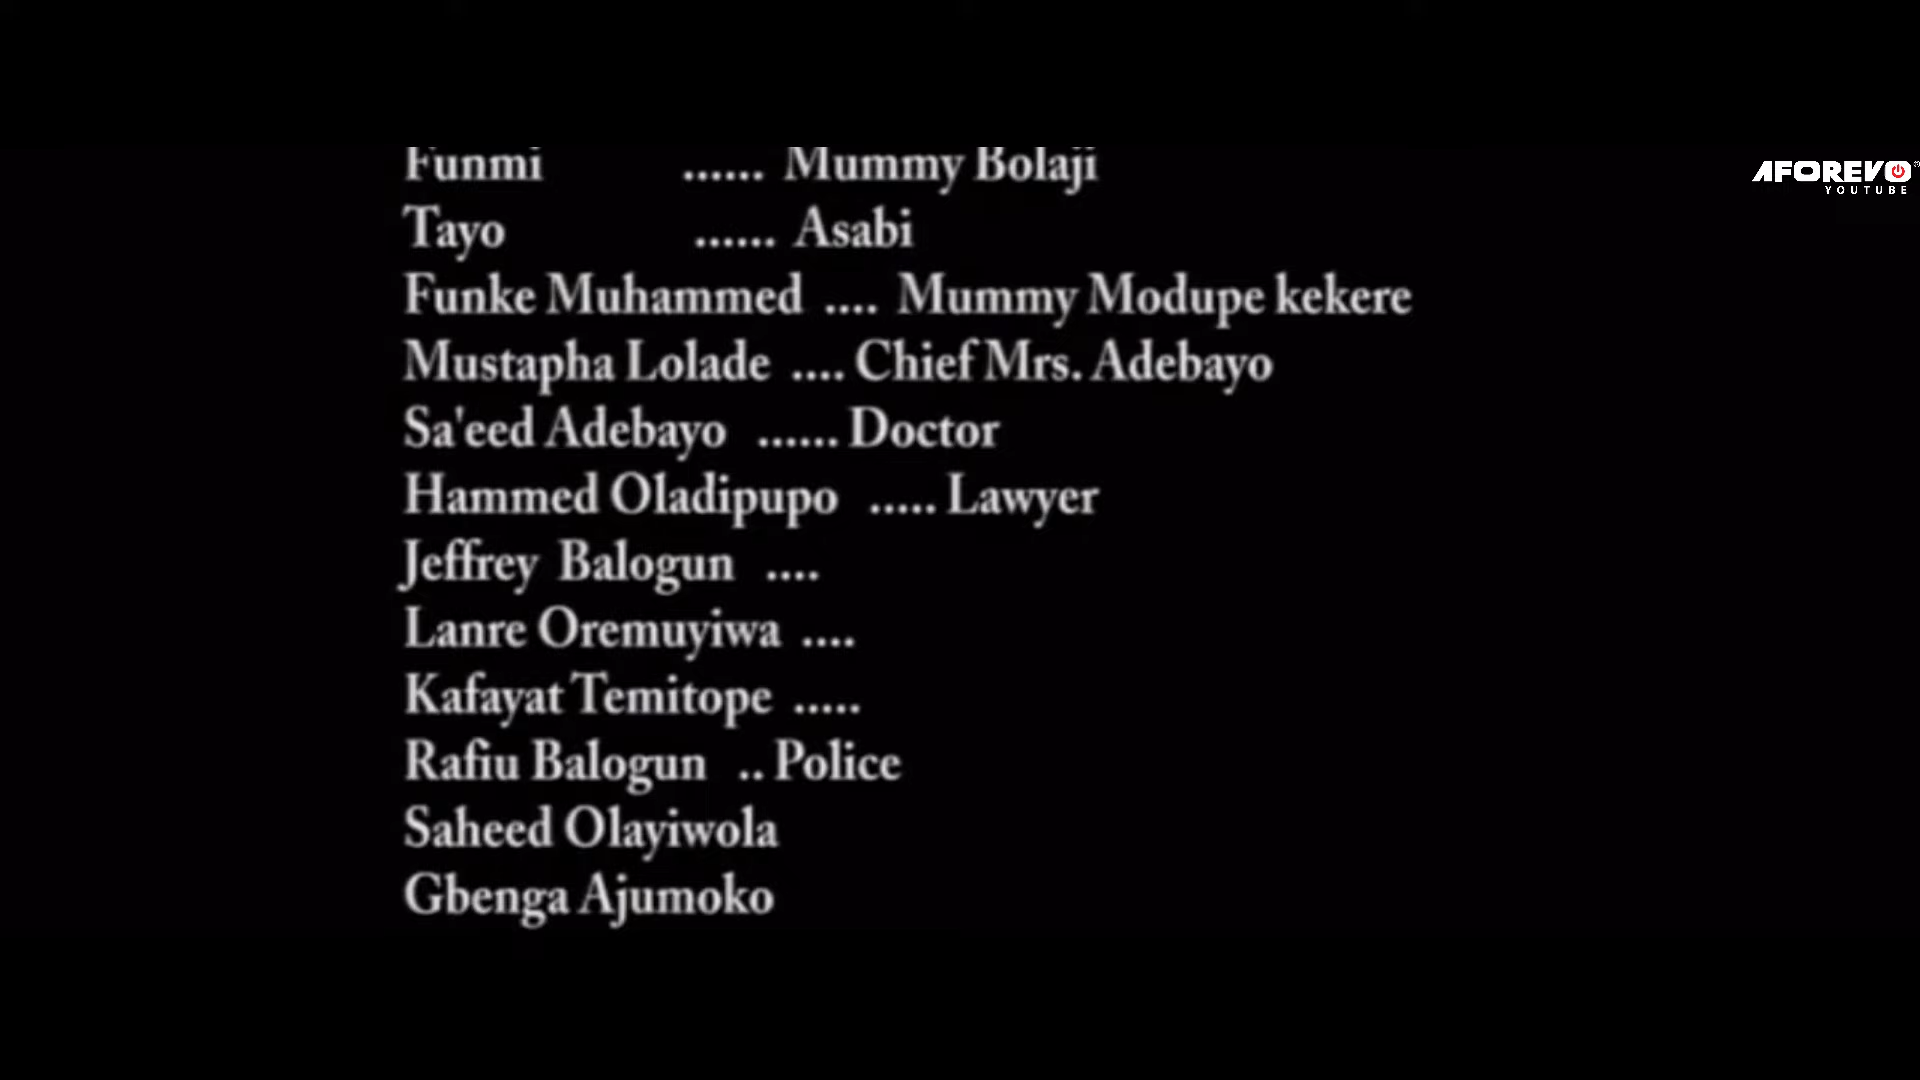 Funmi ...... Mummy Bolaji
AFOREVO
YOUTUBE
Tayo ...... Asabi
Funke Muhammed .... Mummy Modupe kekere
Mustapha Lolade .... Chief Mrs. Adebayo
Sa'eed Adebayo ...... Doctor
Hammed Oladipupo ..... Lawyer
Jeffrey Balogun ....
Lanre Oremuyiwa ....
Kafayat Temitope .....
Rafiu Balogun .. Police
Saheed Olayiwola
Gbenga Ajumoko